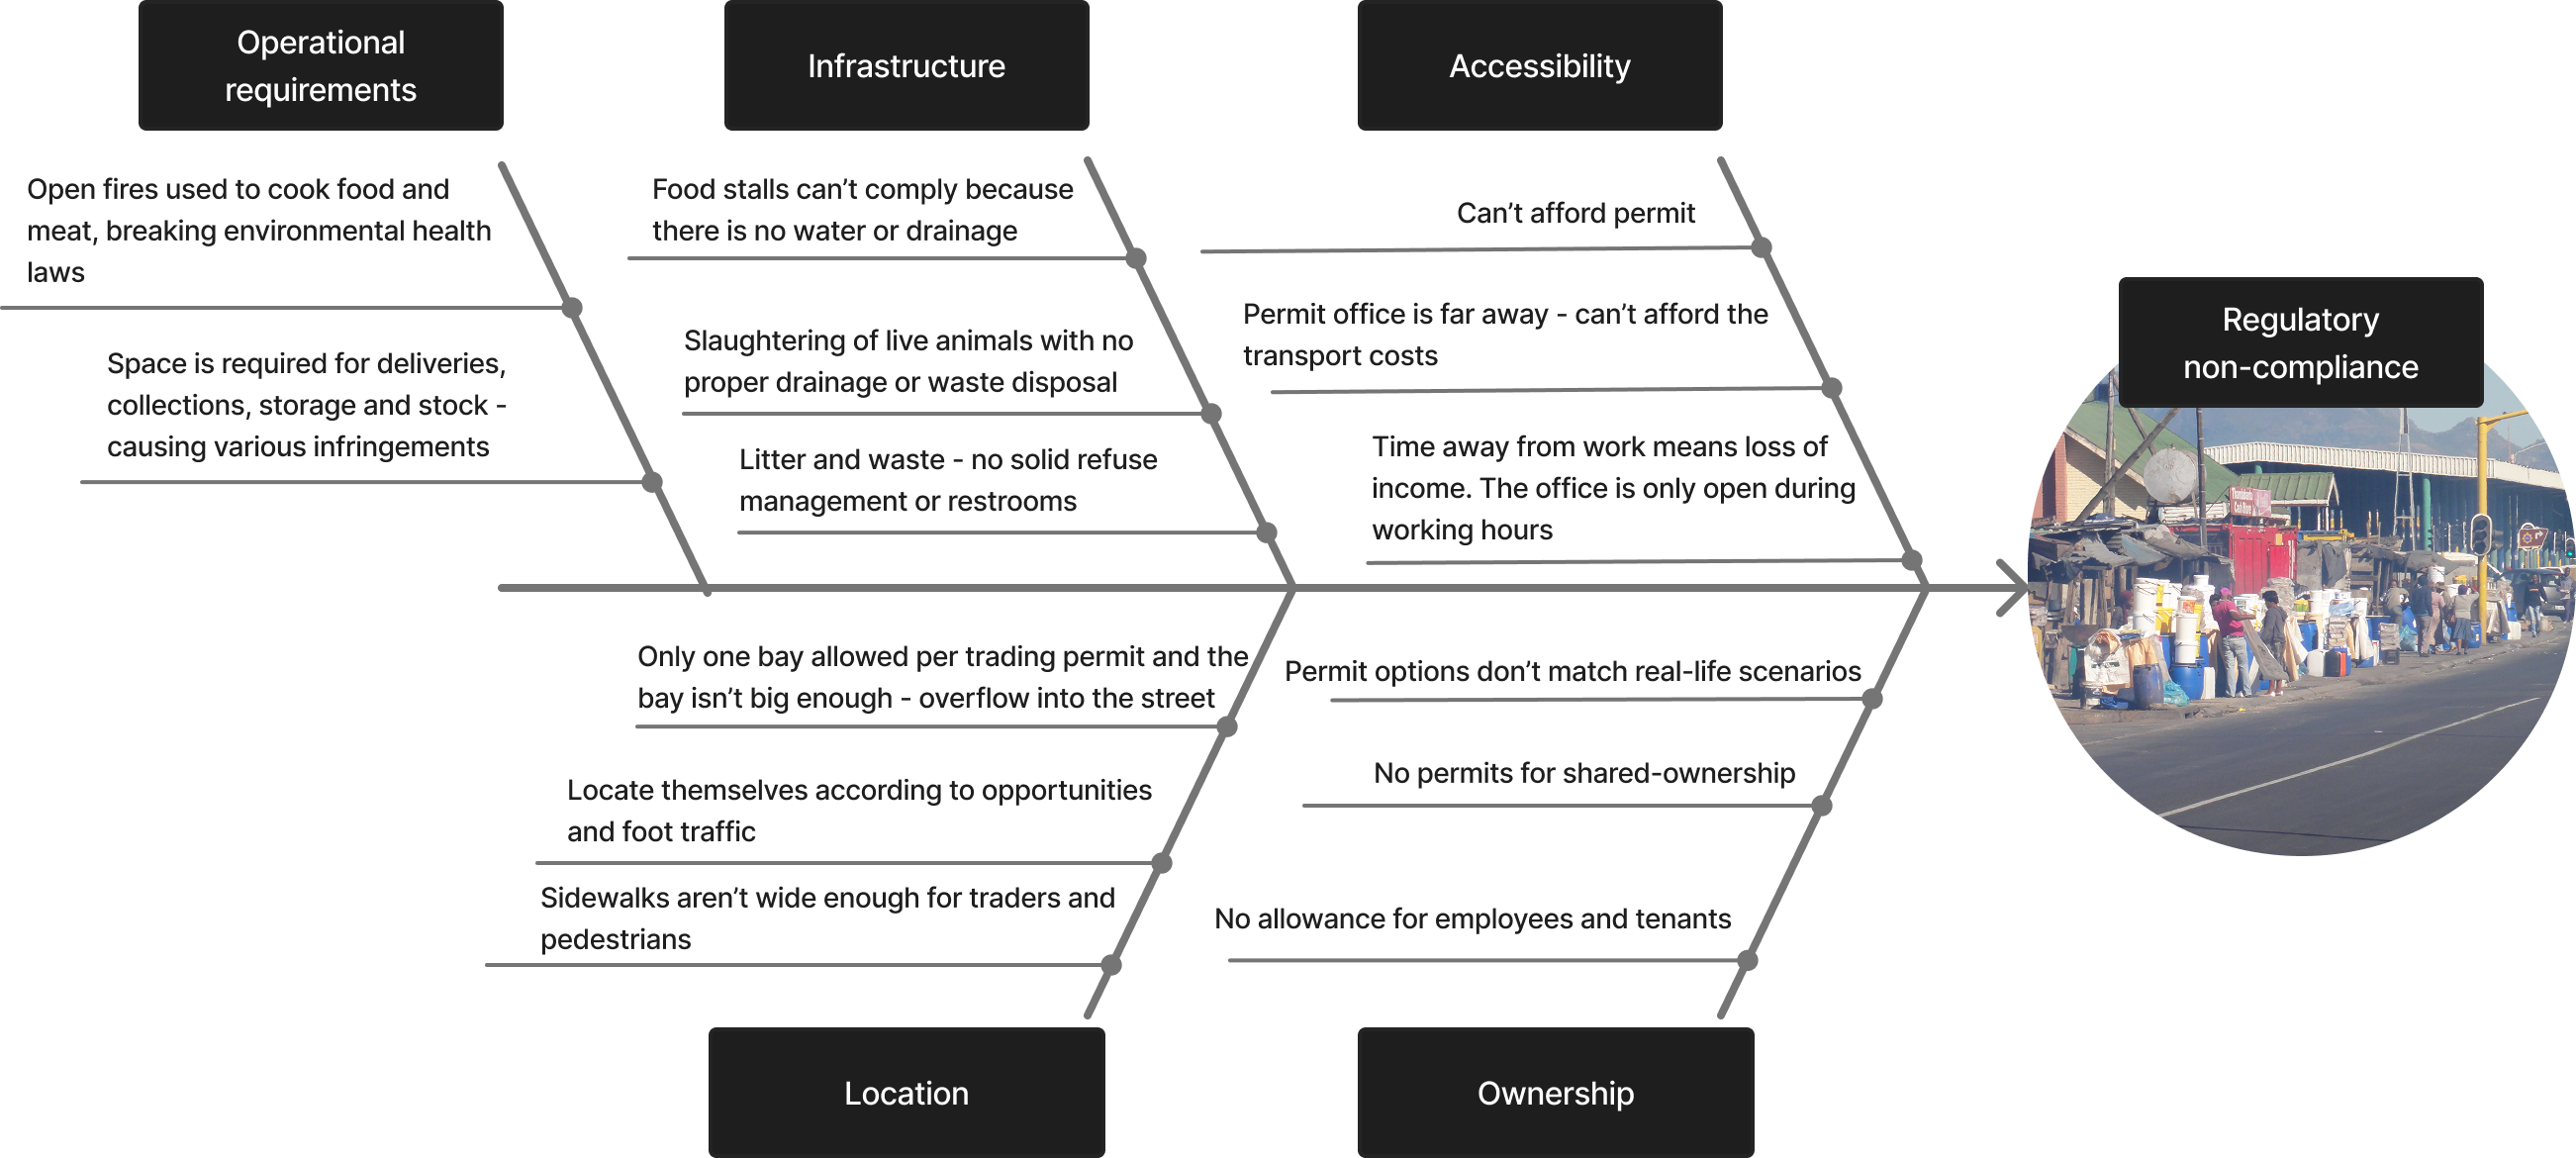 Operational
requirements
Infrastructure
Accessibility
Open fires used to cook food and
meat, breaking environmental health
laws
Space is required for deliveries,
collections, storage and stock -
causing various infringements
Food stalls can’t comply because
there is no water or drainage
Slaughtering of live animals with no
proper drainage or waste disposal
Litter and waste - no solid refuse
management or restrooms
Can’t afford permit
Permit office is far away - can’t afford the
transport costs
Time away from work means loss of
income. The office is only open during
working hours
Regulatory
non-compliance
Only one bay allowed per trading permit and the
bay isn’t big enough - overflow into the street
Locate themselves according to opportunities
and foot traffic
Sidewalks aren’t wide enough for traders and
pedestrians
Permit options don’t match real-life scenarios
No permits for shared-ownership
No allowance for employees and tenants
Location
Ownership